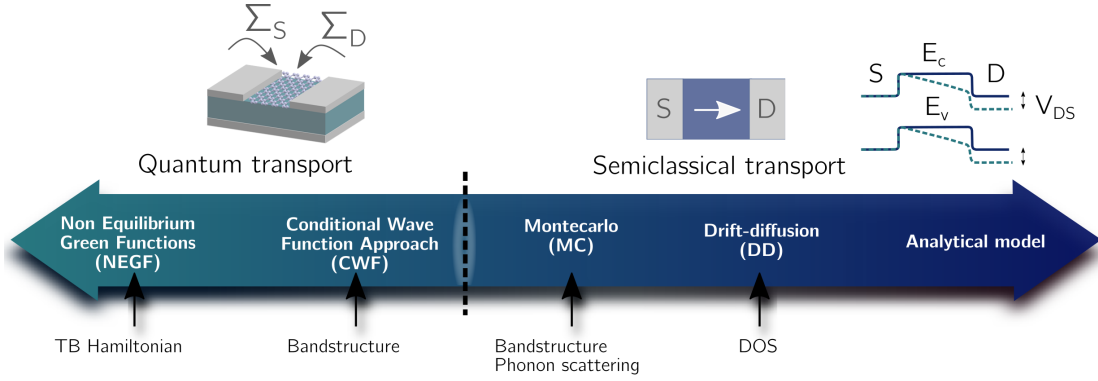 Σ_S Σ_D
S D
S E_c D
E_v V_DS
Quantum transport
Semiclassical transport
Non Equilibrium
Green Functions
(NEGF)
Conditional Wave
Function Approach
(CWF)
Montecarlo
(MC)
Drift-diffusion
(DD)
Analytical model
TB Hamiltonian
Bandstructure
Bandstructure
Phonon scattering
DOS